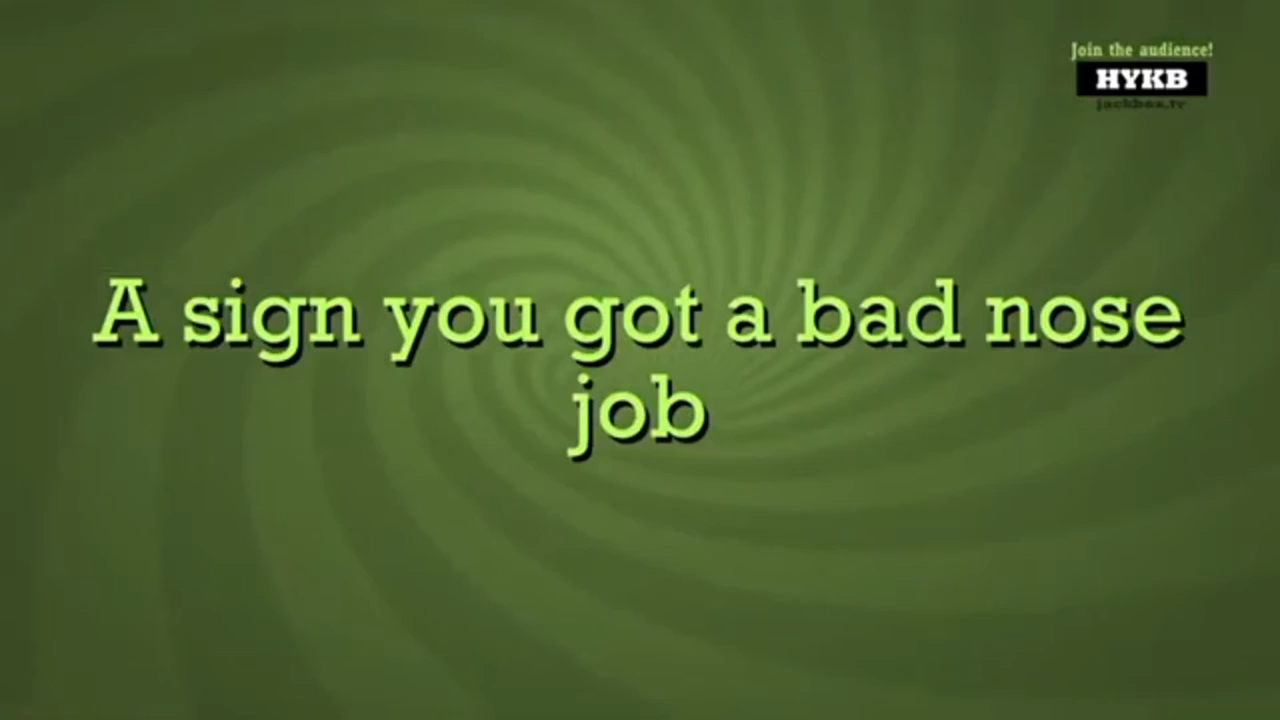 Join the audience!
HYKB
jackbox.tv
A sign you got a bad nose
job